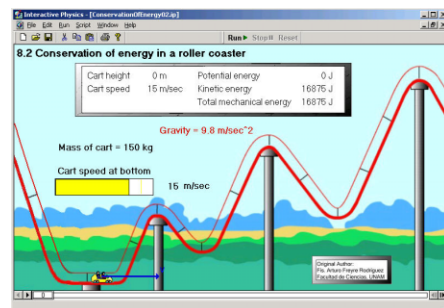 Interactive Physics - [ConservationOfEnergy02.ip]
File Edit Run Script Window Help
Run Stop Reset
8.2 Conservation of energy in a roller coaster
Cart height 0 m Potential energy 0 J
Cart speed 15 m/sec Kinetic energy 16875 J
Total mechanical energy 16875 J
Gravity = 9.8 m/sec^2
Mass of cart = 150 kg
Cart speed at bottom
15 m/sec
Original Author:
Fis. Arturo Freyre Rodríguez
Facultad de Ciencias, UNAM
0